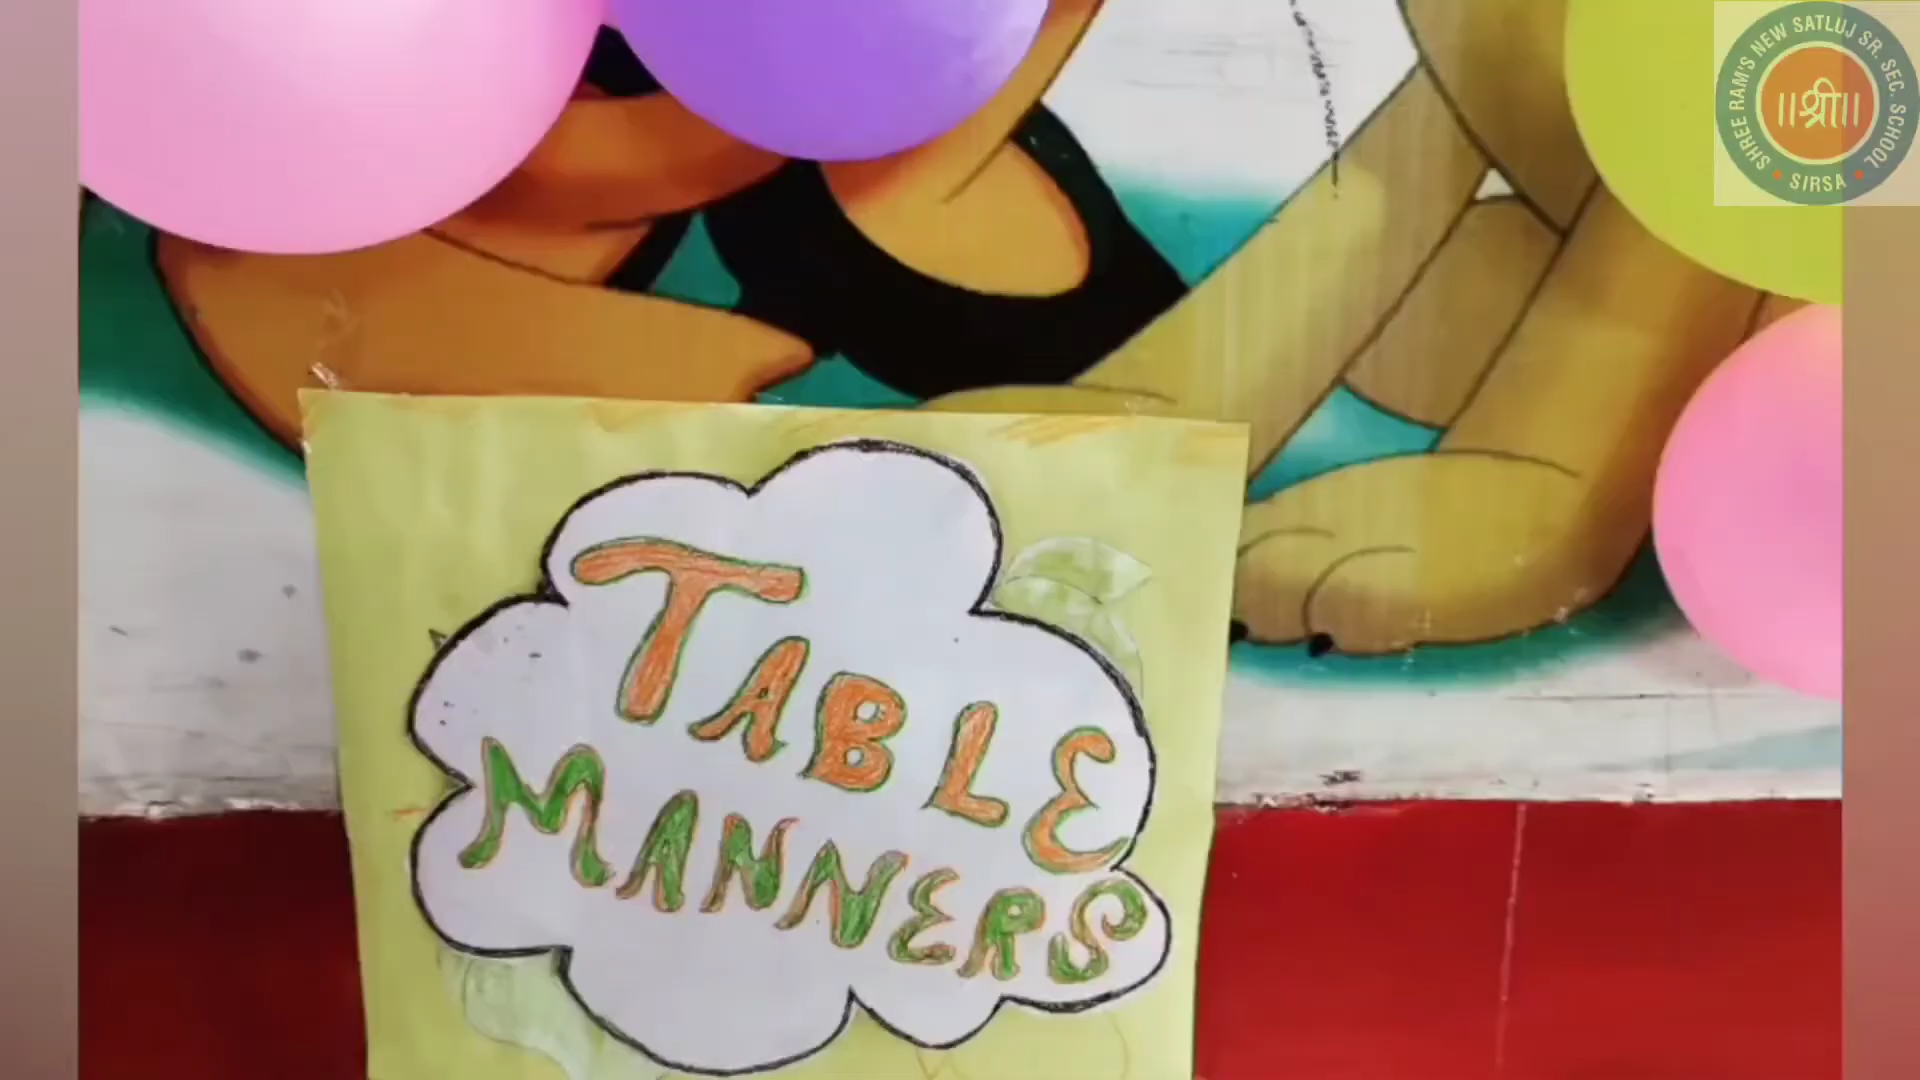 SHREE RAM'S NEW SATLUJ SR. SEC. SCHOOL
॥श्री॥
• SIRSA •
TABLE
MANNERS